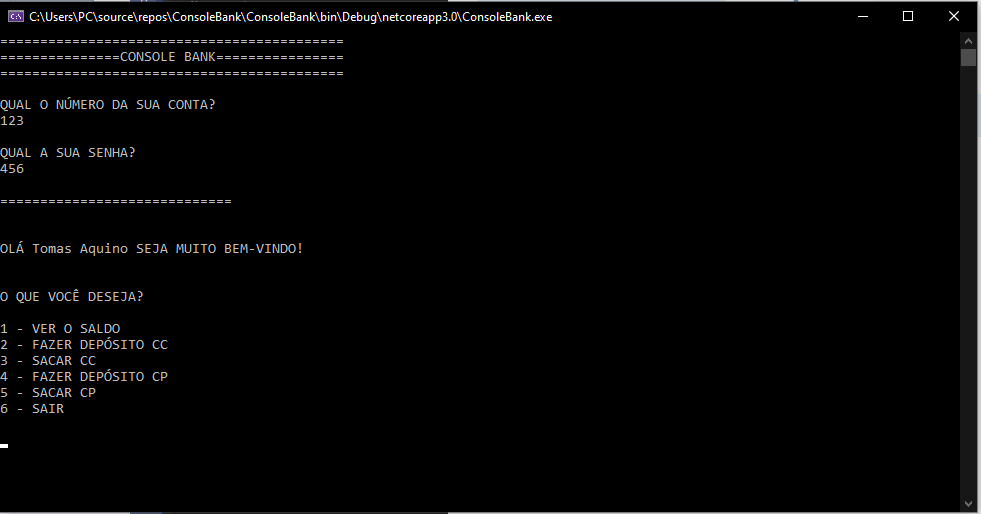 C:\Users\PC\source\repos\ConsoleBank\ConsoleBank\bin\Debug\netcoreapp3.0\ConsoleBank.exe
===========================================
===============CONSOLE BANK================
===========================================
QUAL O NÚMERO DA SUA CONTA?
123
QUAL A SUA SENHA?
456
=============================
OLÁ Tomas Aquino SEJA MUITO BEM-VINDO!
O QUE VOCÊ DESEJA?
1 - VER O SALDO
2 - FAZER DEPÓSITO CC
3 - SACAR CC
4 - FAZER DEPÓSITO CP
5 - SACAR CP
6 - SAIR